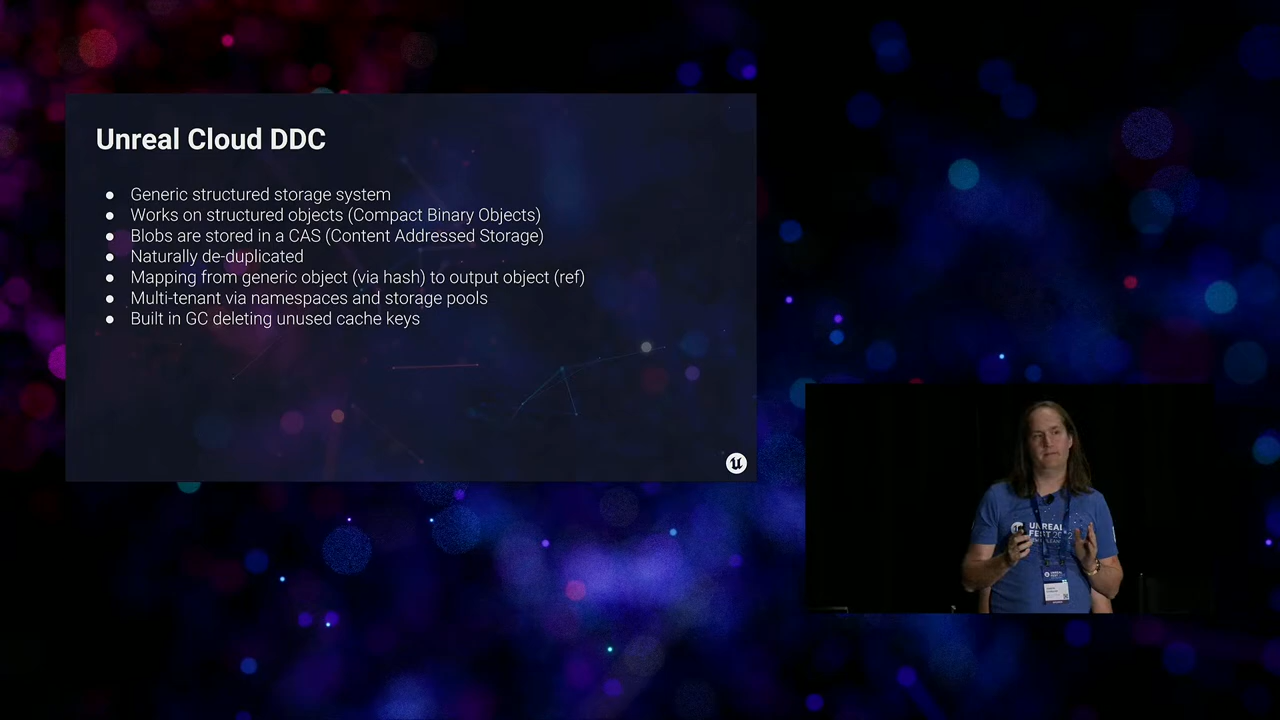 Unreal Cloud DDC
● Generic structured storage system
● Works on structured objects (Compact Binary Objects)
● Blobs are stored in a CAS (Content Addressed Storage)
● Naturally de-duplicated
● Mapping from generic object (via hash) to output object (ref)
● Multi-tenant via namespaces and storage pools
● Built in GC deleting unused cache keys
UNREAL
FEST